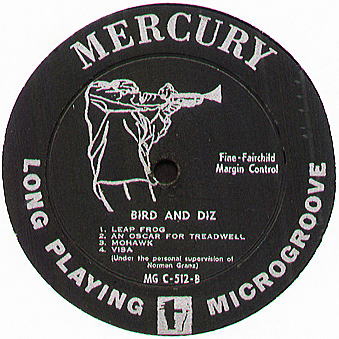 MERCURY
Fine-Fairchild
Margin Control
BIRD AND DIZ
1. LEAP FROG
2. AN OSCAR FOR TREADWELL
3. MOHAWK
4. VISA
(Under the personal supervision of
Norman Granz)
MG C-512-B
LONG PLAYING MICROGROOVE